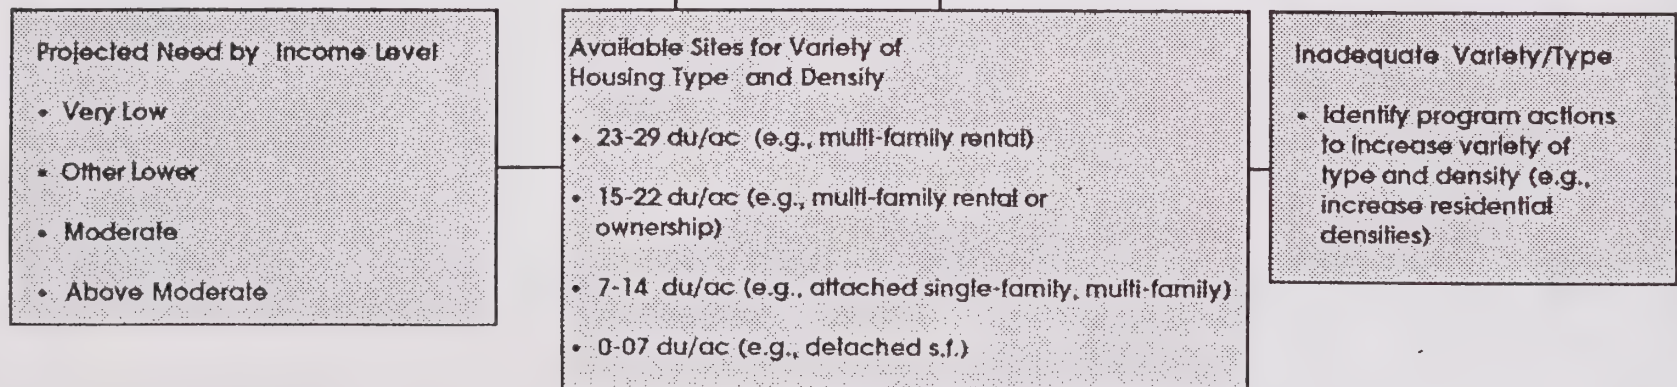 Projected Need by Income Level
• Very Low
• Other Lower
• Moderate
• Above Moderate
Available Sites for Variety of
Housing Type and Density
• 23-29 du/ac (e.g., multi-family rental)
• 15-22 du/ac (e.g., multi-family rental or
ownership)
• 7-14 du/ac (e.g., attached single-family, multi-family)
• 0-07 du/ac (e.g., detached s.f.)
Inadequate Variety/Type
• Identify program actions
to increase variety of
type and density (e.g.,
increase residential
densities)